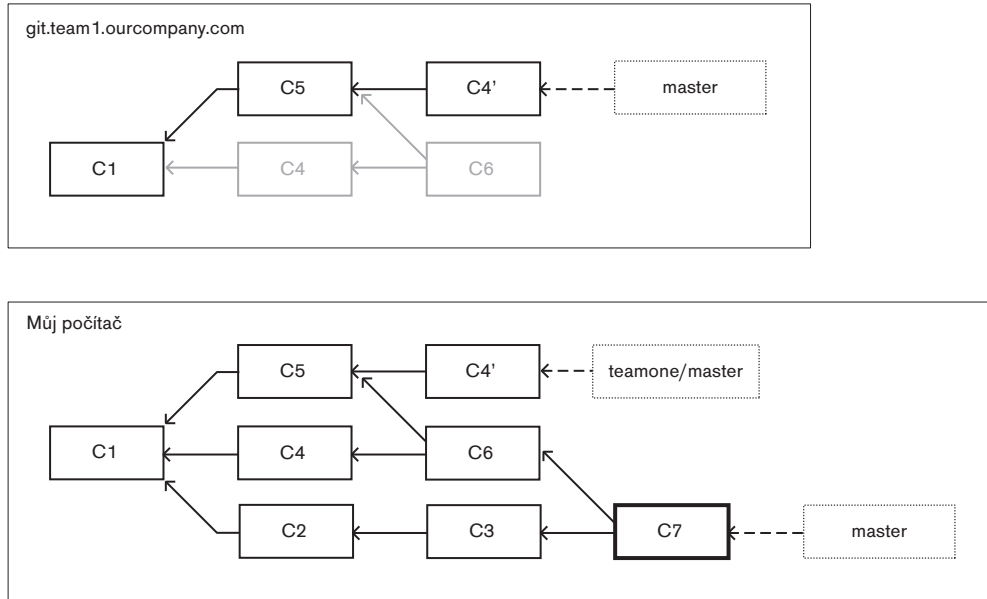 git.team1.ourcompany.com
C5 C4' master
C1 C4 C6
Můj počítač
C5 C4' teamone/master
C1 C4 C6
C2 C3 C7 master